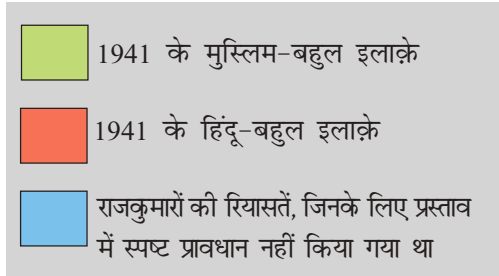 1941 के मुस्लिम-बहुल इलाक़े
1941 के हिंदू-बहुल इलाक़े
राजकुमारों की रियासतें, जिनके लिए प्रस्ताव
में स्पष्ट प्रावधान नहीं किया गया था